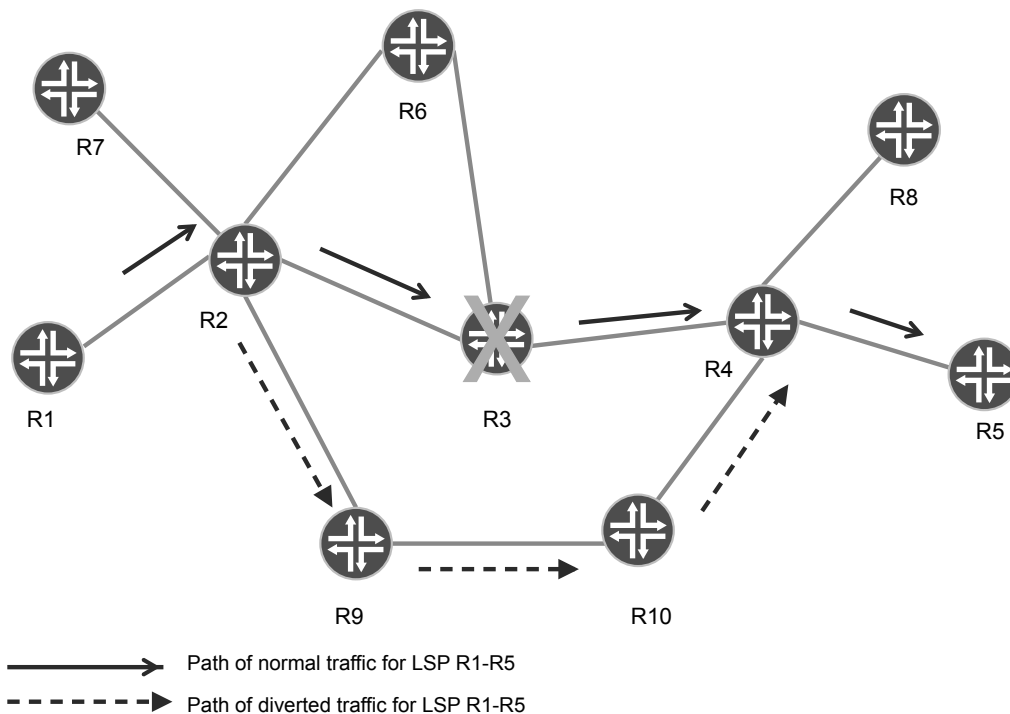 R6
R7
R8
R2
R4
R1
R3
R5
R9
R10
Path of normal traffic for LSP R1-R5
Path of diverted traffic for LSP R1-R5